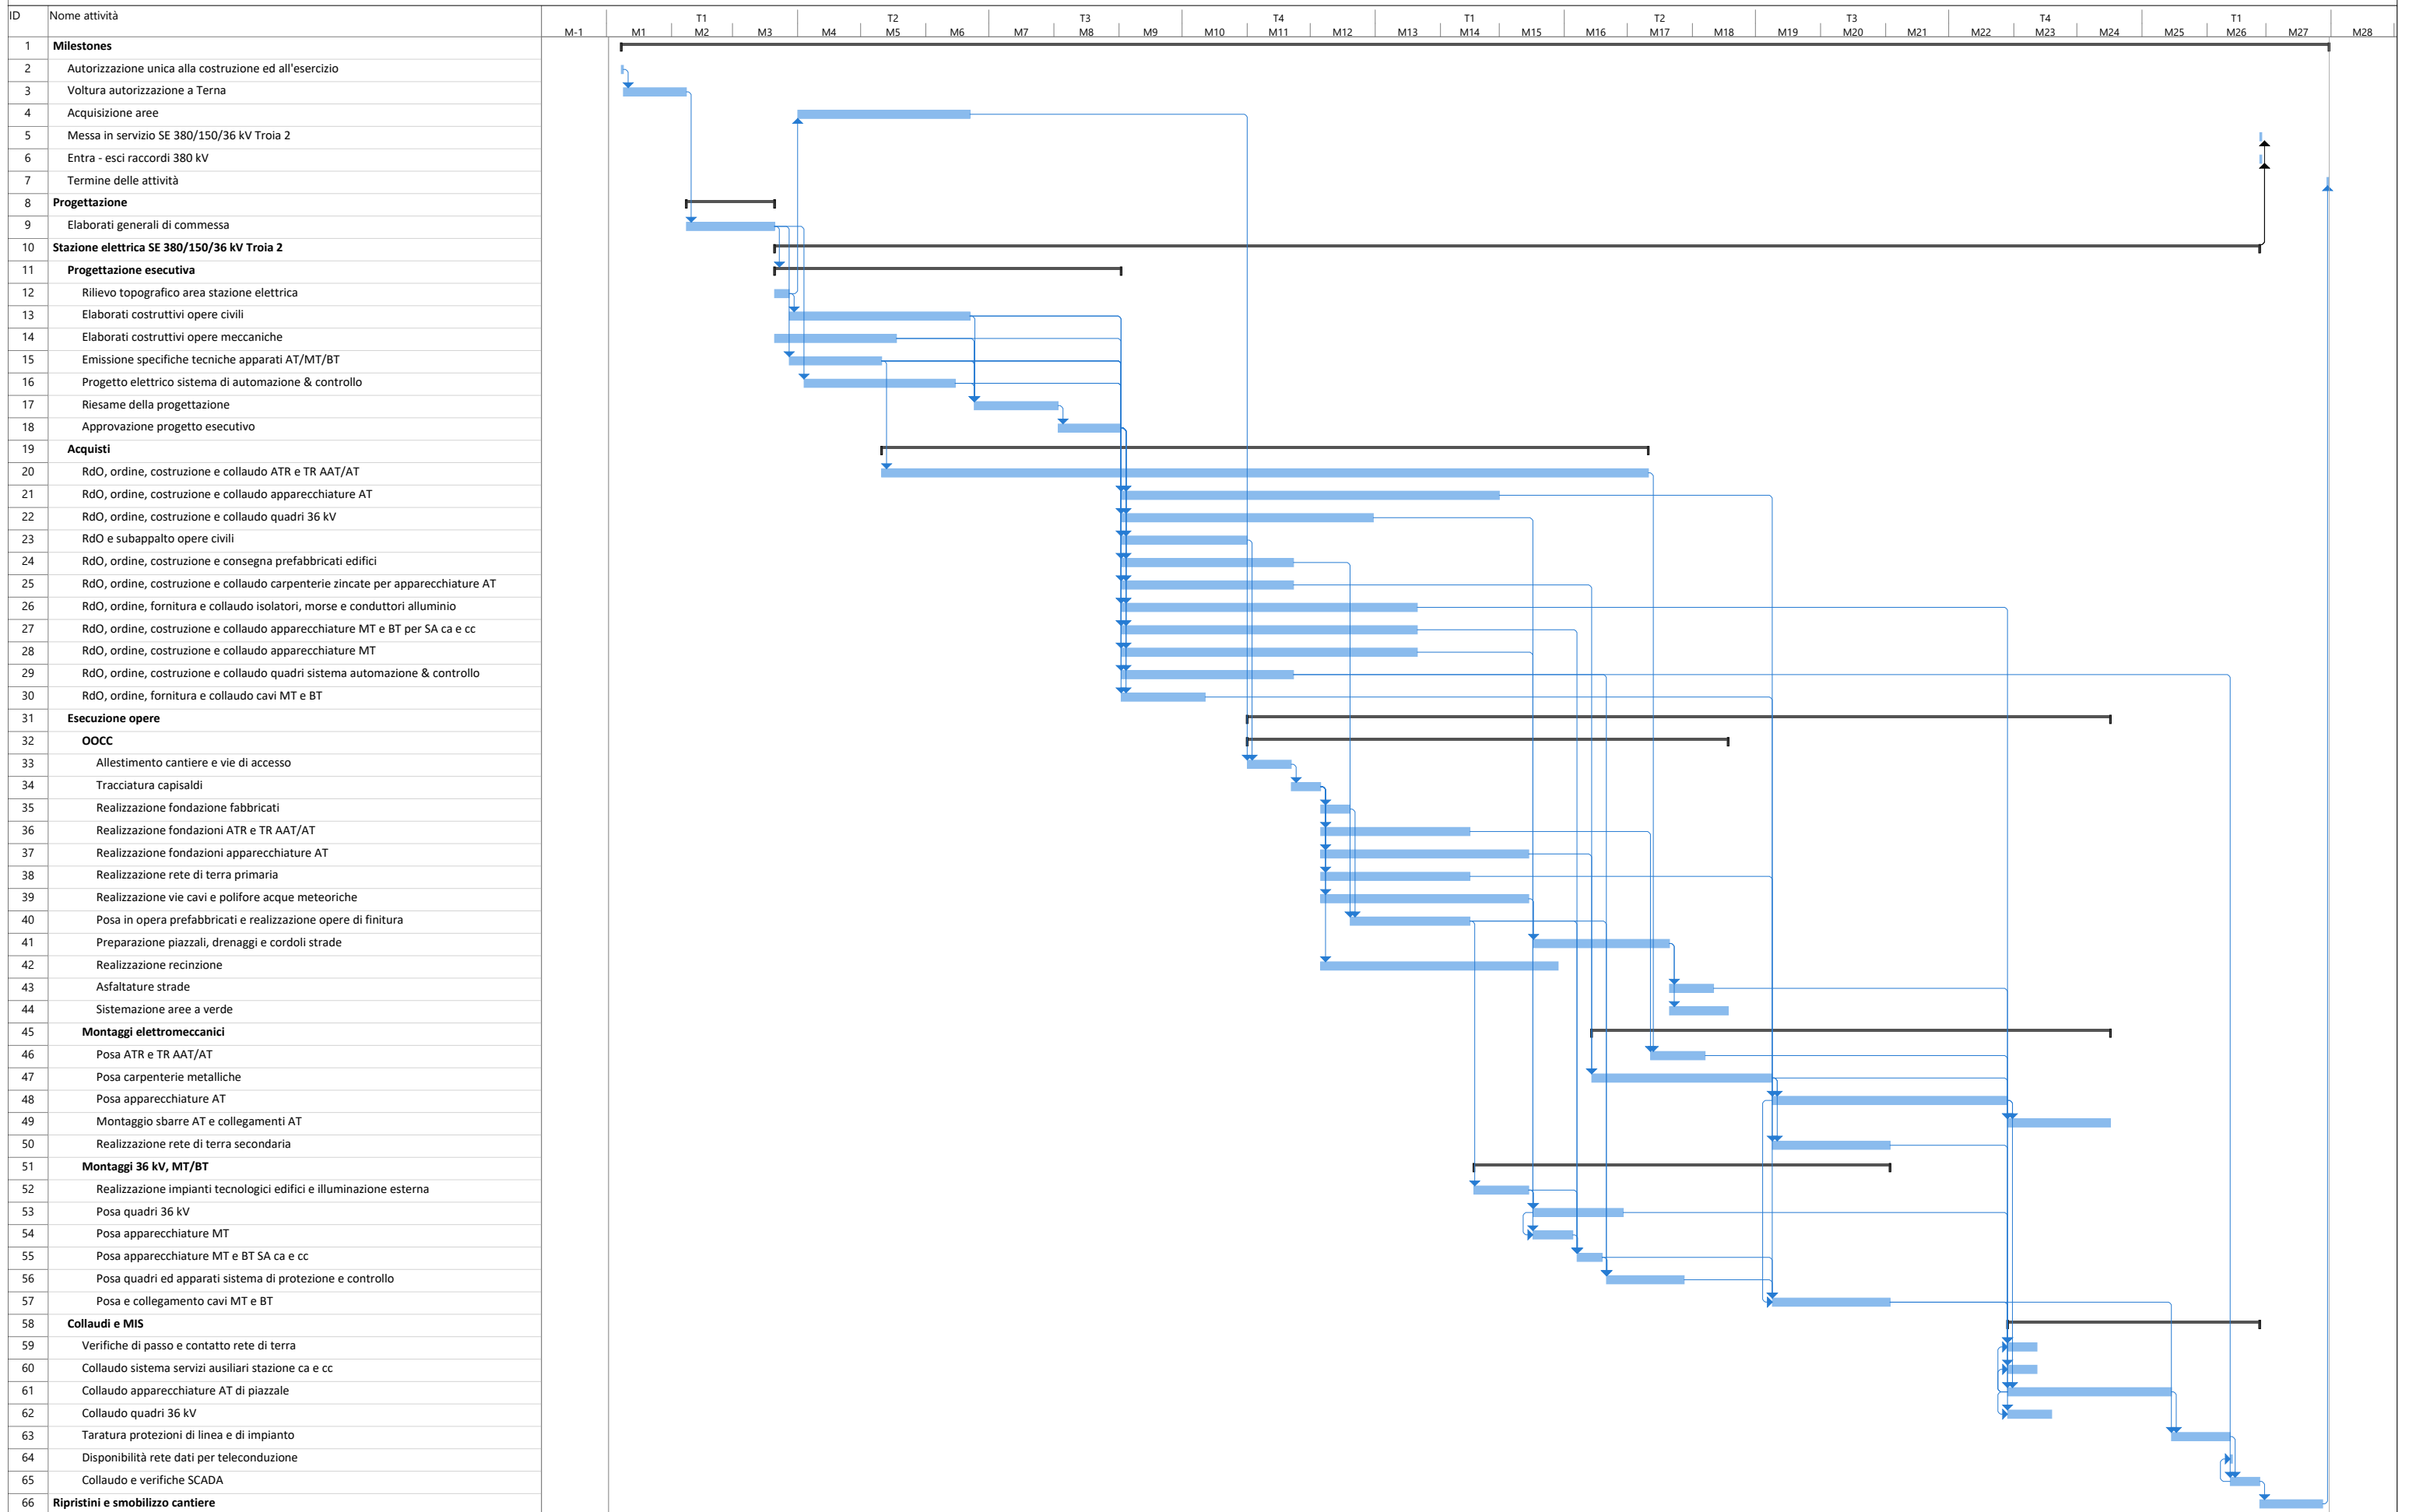 ID Nome attività
T1 T2 T3 T4 T1 T2 T3 T4 T1
M-1 M1 M2 M3 M4 M5 M6 M7 M8 M9 M10 M11 M12 M13 M14 M15 M16 M17 M18 M19 M20 M21 M22 M23 M24 M25 M26 M27 M28
1 Milestones
2 Autorizzazione unica alla costruzione ed all'esercizio
3 Voltura autorizzazione a Terna
4 Acquisizione aree
5 Messa in servizio SE 380/150/36 kV Troia 2
6 Entra - esci raccordi 380 kV
7 Termine delle attività
8 Progettazione
9 Elaborati generali di commessa
10 Stazione elettrica SE 380/150/36 kV Troia 2
11 Progettazione esecutiva
12 Rilievo topografico area stazione elettrica
13 Elaborati costruttivi opere civili
14 Elaborati costruttivi opere meccaniche
15 Emissione specifiche tecniche apparati AT/MT/BT
16 Progetto elettrico sistema di automazione & controllo
17 Riesame della progettazione
18 Approvazione progetto esecutivo
19 Acquisti
20 RdO, ordine, costruzione e collaudo ATR e TR AAT/AT
21 RdO, ordine, costruzione e collaudo apparecchiature AT
22 RdO, ordine, costruzione e collaudo quadri 36 kV
23 RdO e subappalto opere civili
24 RdO, ordine, costruzione e consegna prefabbricati edifici
25 RdO, ordine, costruzione e collaudo carpenterie zincate per apparecchiature AT
26 RdO, ordine, fornitura e collaudo isolatori, morse e conduttori alluminio
27 RdO, ordine, costruzione e collaudo apparecchiature MT e BT per SA ca e cc
28 RdO, ordine, costruzione e collaudo apparecchiature MT
29 RdO, ordine, costruzione e collaudo quadri sistema automazione & controllo
30 RdO, ordine, fornitura e collaudo cavi MT e BT
31 Esecuzione opere
32 OOCC
33 Allestimento cantiere e vie di accesso
34 Tracciatura capisaldi
35 Realizzazione fondazione fabbricati
36 Realizzazione fondazioni ATR e TR AAT/AT
37 Realizzazione fondazioni apparecchiature AT
38 Realizzazione rete di terra primaria
39 Realizzazione vie cavi e polifore acque meteoriche
40 Posa in opera prefabbricati e realizzazione opere di finitura
41 Preparazione piazzali, drenaggi e cordoli strade
42 Realizzazione recinzione
43 Asfaltature strade
44 Sistemazione aree a verde
45 Montaggi elettromeccanici
46 Posa ATR e TR AAT/AT
47 Posa carpenterie metalliche
48 Posa apparecchiature AT
49 Montaggio sbarre AT e collegamenti AT
50 Realizzazione rete di terra secondaria
51 Montaggi 36 kV, MT/BT
52 Realizzazione impianti tecnologici edifici e illuminazione esterna
53 Posa quadri 36 kV
54 Posa apparecchiature MT
55 Posa apparecchiature MT e BT SA ca e cc
56 Posa quadri ed apparati sistema di protezione e controllo
57 Posa e collegamento cavi MT e BT
58 Collaudi e MIS
59 Verifiche di passo e contatto rete di terra
60 Collaudo sistema servizi ausiliari stazione ca e cc
61 Collaudo apparecchiature AT di piazzale
62 Collaudo quadri 36 kV
63 Taratura protezioni di linea e di impianto
64 Disponibilità rete dati per teleconduzione
65 Collaudo e verifiche SCADA
66 Ripristini e smobilizzo cantiere